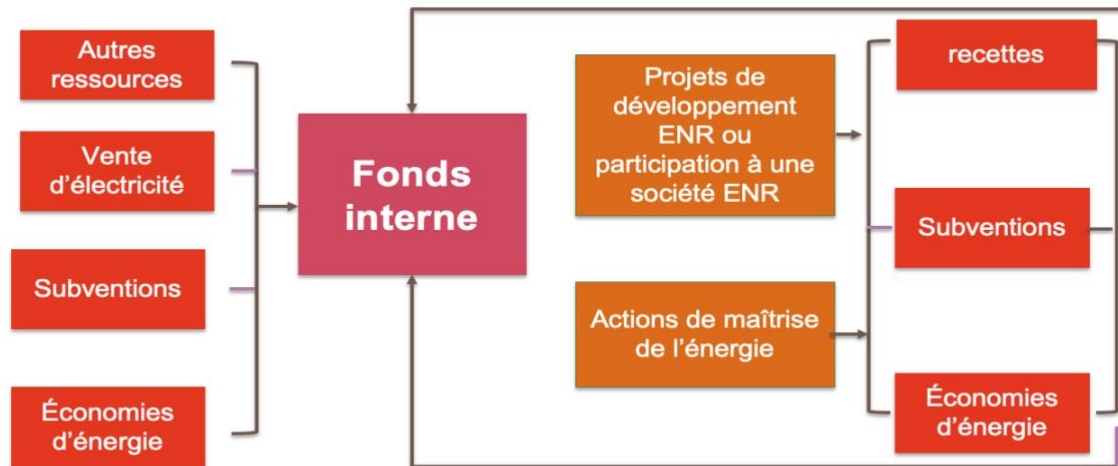 Autres
ressources
Vente
d’électricité
Subventions
Économies
d’énergie
Fonds
interne
Projets de
développement
ENR ou
participation à une
société ENR
Actions de maîtrise
de l’énergie
recettes
Subventions
Économies
d’énergie